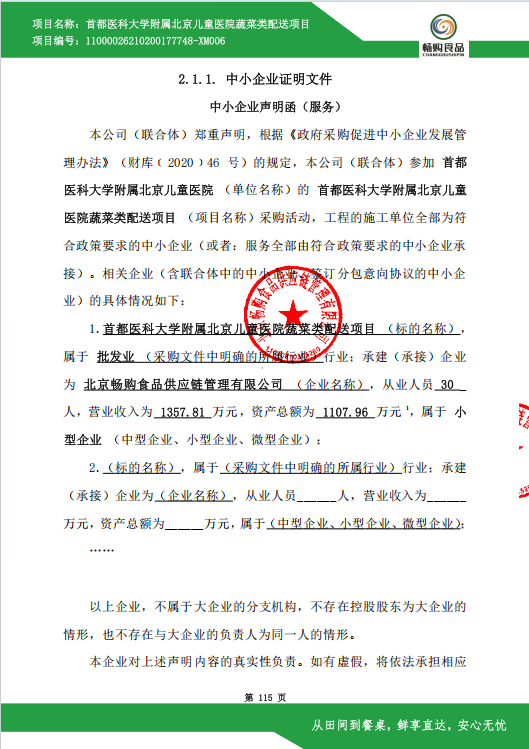 项目名称：首都医科大学附属北京儿童医院蔬菜类配送项目
项目编号：11000026210200177748-XM006
畅购食品
CHANGGOUSHIPIN
2.1.1. 中小企业证明文件
中小企业声明函（服务）
本公司（联合体）郑重声明，根据《政府采购促进中小企业发展管
理办法》（财库﹝2020﹞46 号）的规定，本公司（联合体）参加 首都
医科大学附属北京儿童医院 （单位名称）的 首都医科大学附属北京儿童
医院蔬菜类配送项目 （项目名称）采购活动，工程的施工单位全部为符
合政策要求的中小企业（或者：服务全部由符合政策要求的中小企业承
接）。相关企业（含联合体中的中小企业、签订分包意向协议的中小企
业）的具体情况如下：
1.首都医科大学附属北京儿童医院蔬菜类配送项目 （标的名称），
属于 批发业 （采购文件中明确的所属行业）行业；承建（承接）企业
为 北京畅购食品供应链管理有限公司 （企业名称），从业人员 30
人，营业收入为 1357.81 万元，资产总额为 1107.96 万元¹，属于 小
型企业 （中型企业、小型企业、微型企业）；
2.（标的名称），属于（采购文件中明确的所属行业）行业；承建
（承接）企业为（企业名称），从业人员______人，营业收入为______
万元，资产总额为______万元，属于（中型企业、小型企业、微型企业）；
……
以上企业，不属于大企业的分支机构，不存在控股股东为大企业的
情形，也不存在与大企业的负责人为同一人的情形。
本企业对上述声明内容的真实性负责。如有虚假，将依法承担相应
第 115 页
从田间到餐桌，鲜享直达，安心无忧